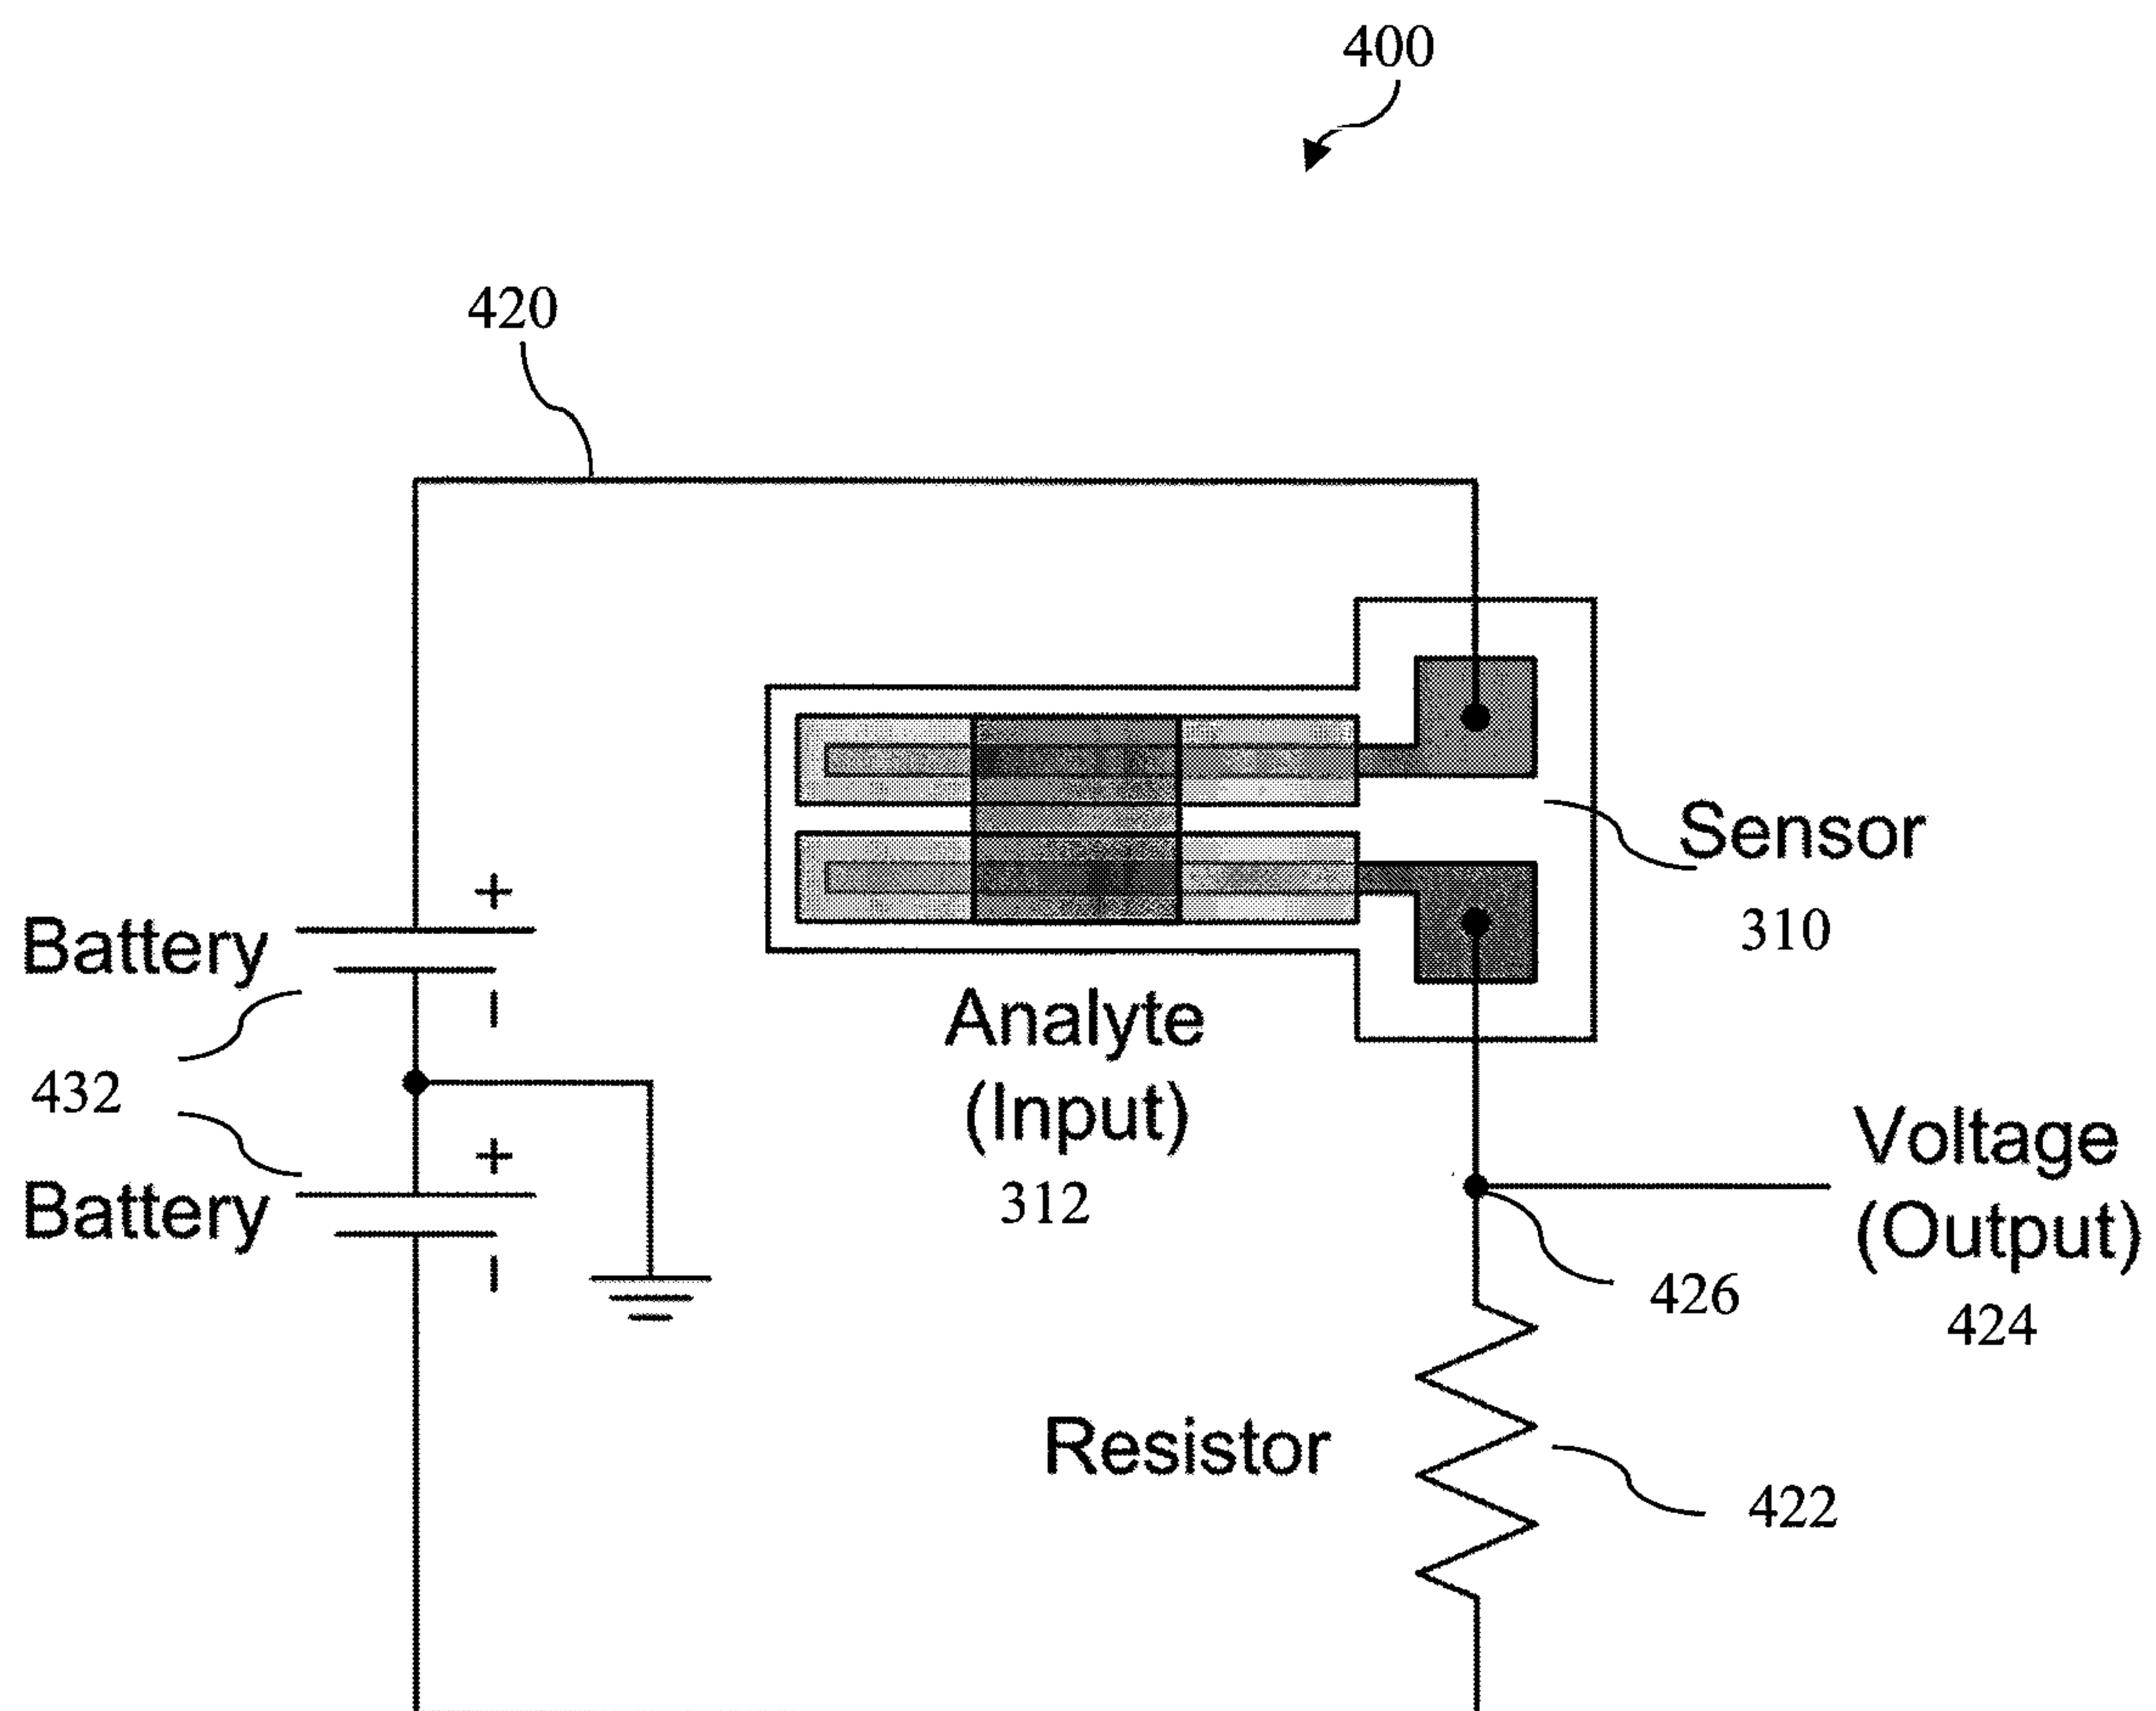 400
420
Sensor
310
+
Battery
−
Analyte
(Input)
312
432
+
Battery
−
Voltage
(Output)
424
426
Resistor
422